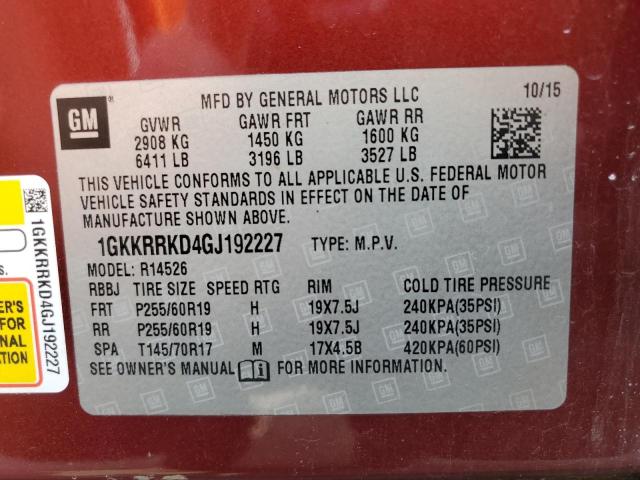 GM
MFD BY GENERAL MOTORS LLC 10/15
GVWR GAWR FRT GAWR RR
2908 KG 1450 KG 1600 KG
6411 LB 3196 LB 3527 LB
THIS VEHICLE CONFORMS TO ALL APPLICABLE U.S. FEDERAL MOTOR
VEHICLE SAFETY STANDARDS IN EFFECT ON THE DATE OF
MANUFACTURE SHOWN ABOVE.
1GKKRRKD4GJ192227 TYPE: M.P.V.
MODEL: R14526
RBBJ TIRE SIZE SPEED RTG RIM COLD TIRE PRESSURE
FRT P255/60R19 H 19X7.5J 240KPA(35PSI)
RR P255/60R19 H 19X7.5J 240KPA(35PSI)
SPA T145/70R17 M 17X4.5B 420KPA(60PSI)
SEE OWNER'S MANUAL FOR MORE INFORMATION.
1GKKRRKD4GJ192227
s.
ER'S
FOR
NAL
ATION